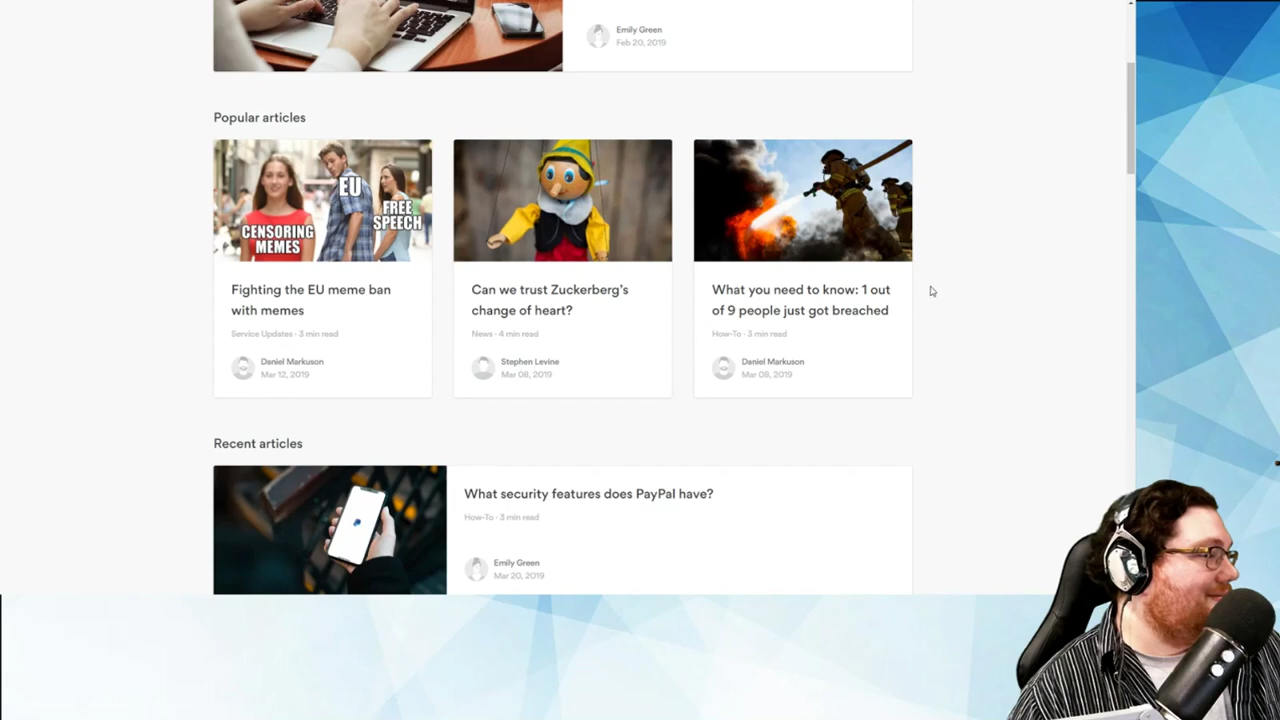 Emily Green
Feb 20, 2019
Popular articles
EU
FREE
SPEECH
CENSORING
MEMES
Fighting the EU meme ban
with memes
Service Updates · 3 min read
Daniel Markuson
Mar 12, 2019
Can we trust Zuckerberg's
change of heart?
News · 4 min read
Stephen Levine
Mar 08, 2019
What you need to know: 1 out
of 9 people just got breached
How-To · 3 min read
Daniel Markuson
Mar 08, 2019
Recent articles
What security features does PayPal have?
How-To · 3 min read
Emily Green
Mar 20, 2019